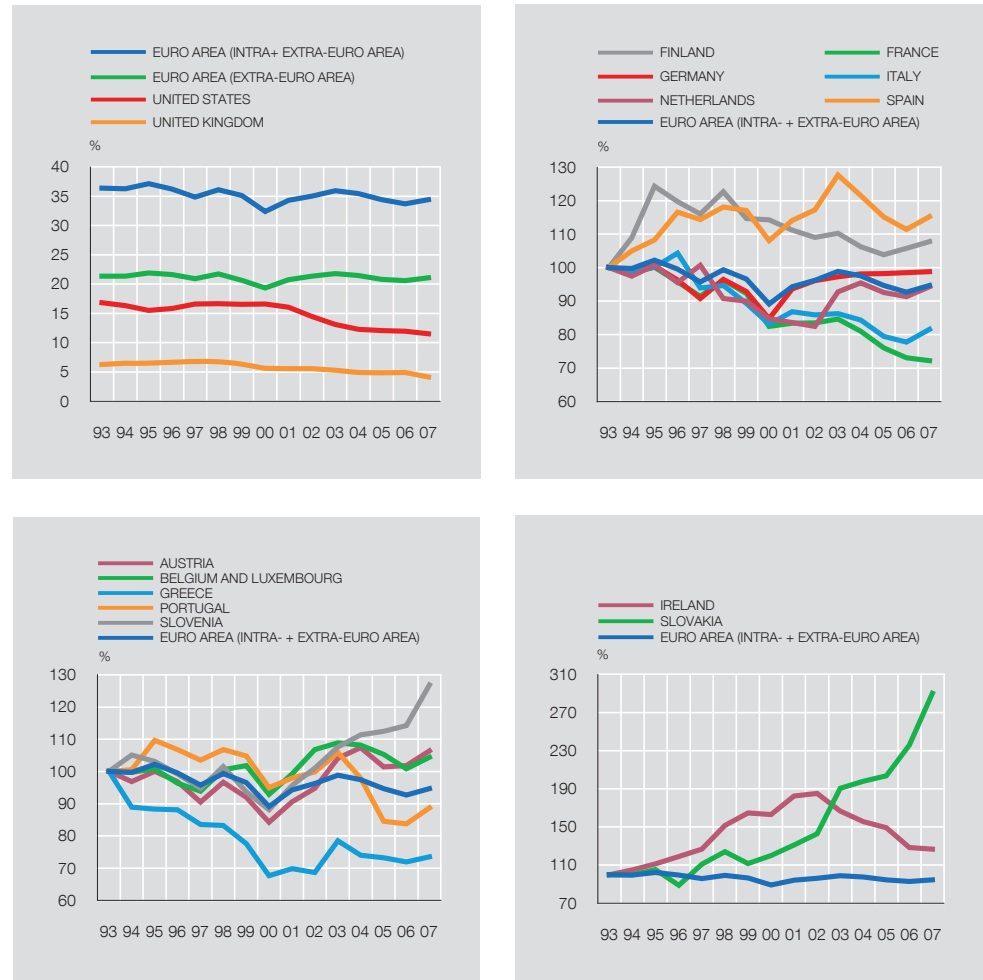 EURO AREA (INTRA+ EXTRA-EURO AREA)
EURO AREA (EXTRA-EURO AREA)
UNITED STATES
UNITED KINGDOM
%
40
35
30
25
20
15
10
5
0
93 94 95 96 97 98 99 00 01 02 03 04 05 06 07
FINLAND FRANCE
GERMANY ITALY
NETHERLANDS SPAIN
EURO AREA (INTRA- + EXTRA-EURO AREA)
%
130
120
110
100
90
80
70
60
93 94 95 96 97 98 99 00 01 02 03 04 05 06 07
AUSTRIA
BELGIUM AND LUXEMBOURG
GREECE
PORTUGAL
SLOVENIA
EURO AREA (INTRA- + EXTRA-EURO AREA)
%
130
120
110
100
90
80
70
60
93 94 95 96 97 98 99 00 01 02 03 04 05 06 07
IRELAND
SLOVAKIA
EURO AREA (INTRA- + EXTRA-EURO AREA)
%
310
270
230
190
150
110
70
93 94 95 96 97 98 99 00 01 02 03 04 05 06 07